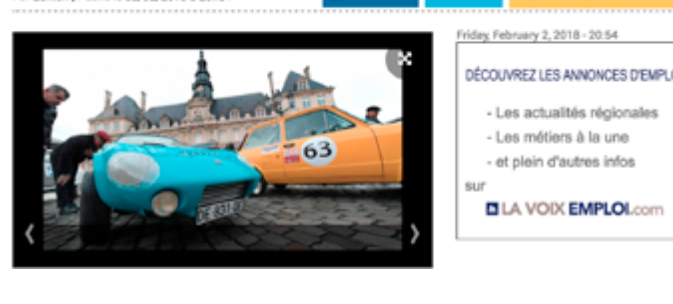 Friday, February 2, 2018 - 20:54
DÉCOUVREZ LES ANNONCES D'EMPLO
- Les actualités régionales
- Les métiers à la une
- et plein d'autres infos
sur
LA VOIX EMPLOI.com
63